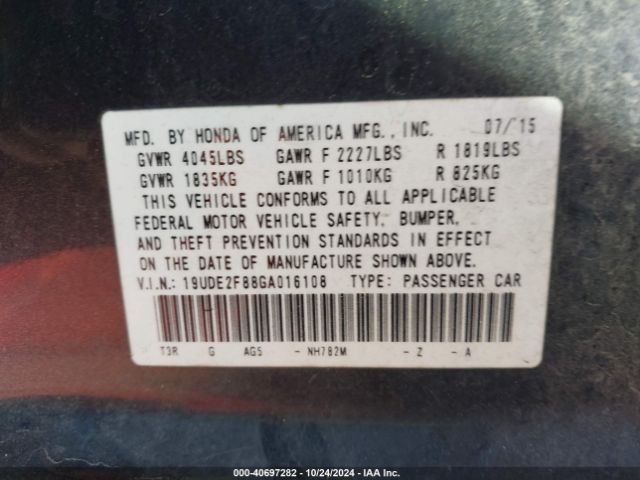 MFD. BY HONDA OF AMERICA MFG., INC. 07/'15
GVWR 4045LBS GAWR F 2227LBS R 1819LBS
GVWR 1835KG GAWR F 1010KG R 825KG
THIS VEHICLE CONFORMS TO ALL APPLICABLE
FEDERAL MOTOR VEHICLE SAFETY, BUMPER,
AND THEFT PREVENTION STANDARDS IN EFFECT
ON THE DATE OF MANUFACTURE SHOWN ABOVE.
V.I.N.: 19UDE2F88GA016108 TYPE: PASSENGER CAR
T3R G AGS - NH782M - Z - A
000-40697282 - 10/24/2024 - IAA Inc.